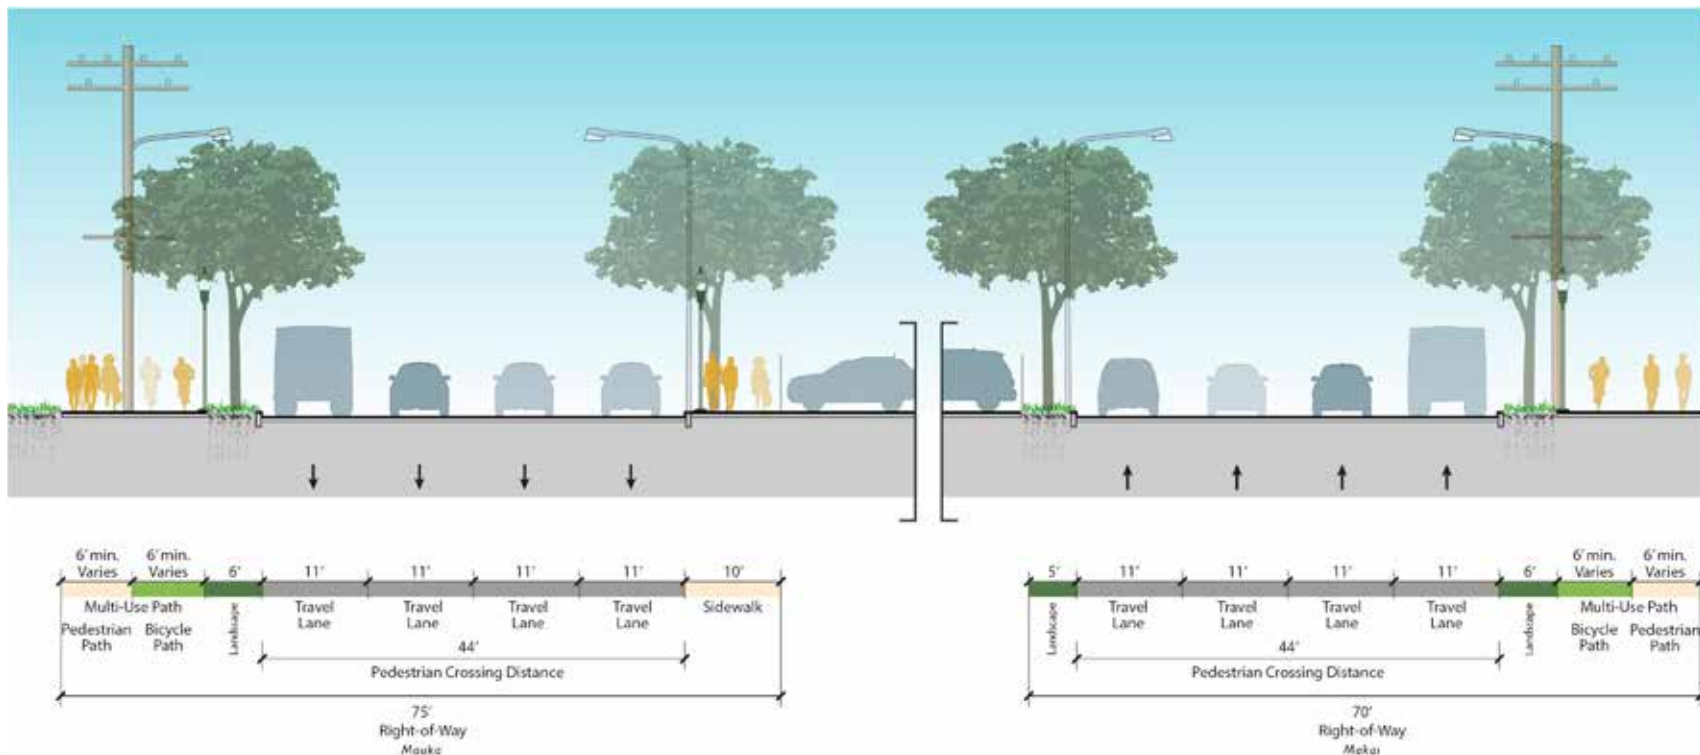 6' min. Varies
6' min. Varies
6'
11'
11'
11'
11'
10'
Multi-Use Path
Pedestrian Path
Bicycle Path
Landscape
Travel Lane
Travel Lane
Travel Lane
Travel Lane
Sidewalk
44'
Pedestrian Crossing Distance
75'
Right-of-Way
Mauka
5'
11'
11'
11'
11'
6'
6' min. Varies
6' min. Varies
Landscape
Travel Lane
Travel Lane
Travel Lane
Travel Lane
Landscape
Multi-Use Path
Bicycle Path
Pedestrian Path
44'
Pedestrian Crossing Distance
70'
Right-of-Way
Makai